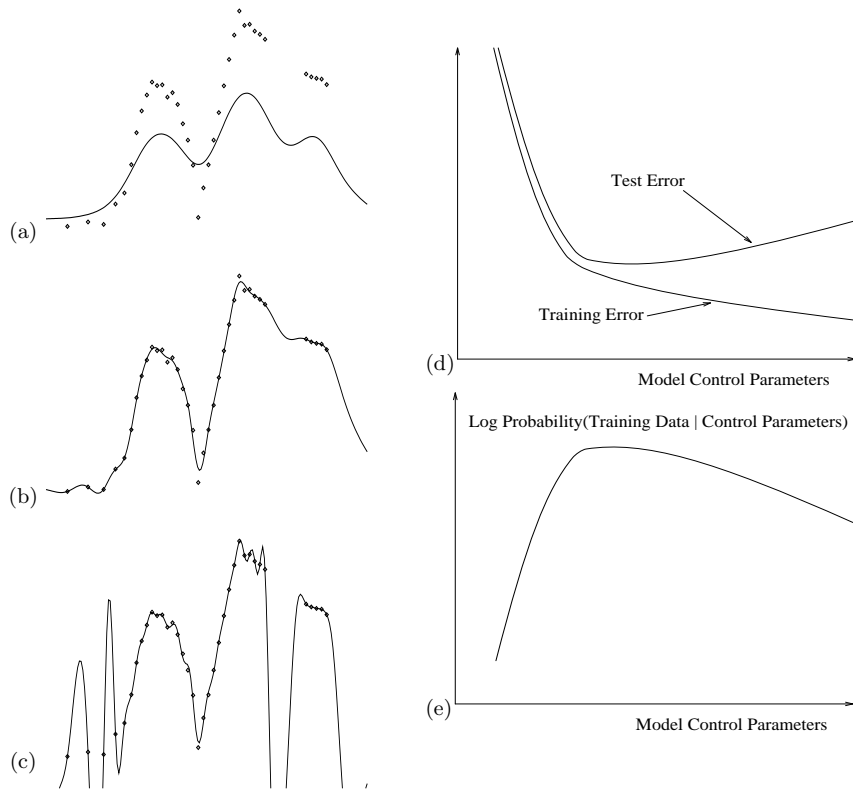 (a)
(b)
(c)
Test Error
Training Error
(d)
Model Control Parameters
Log Probability(Training Data | Control Parameters)
(e)
Model Control Parameters